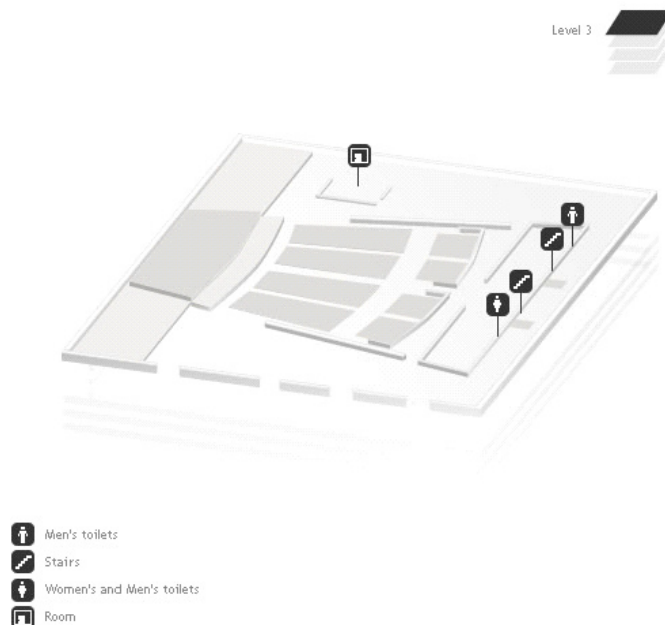 Level 3
Men's toilets
Stairs
Women's and Men's toilets
Room